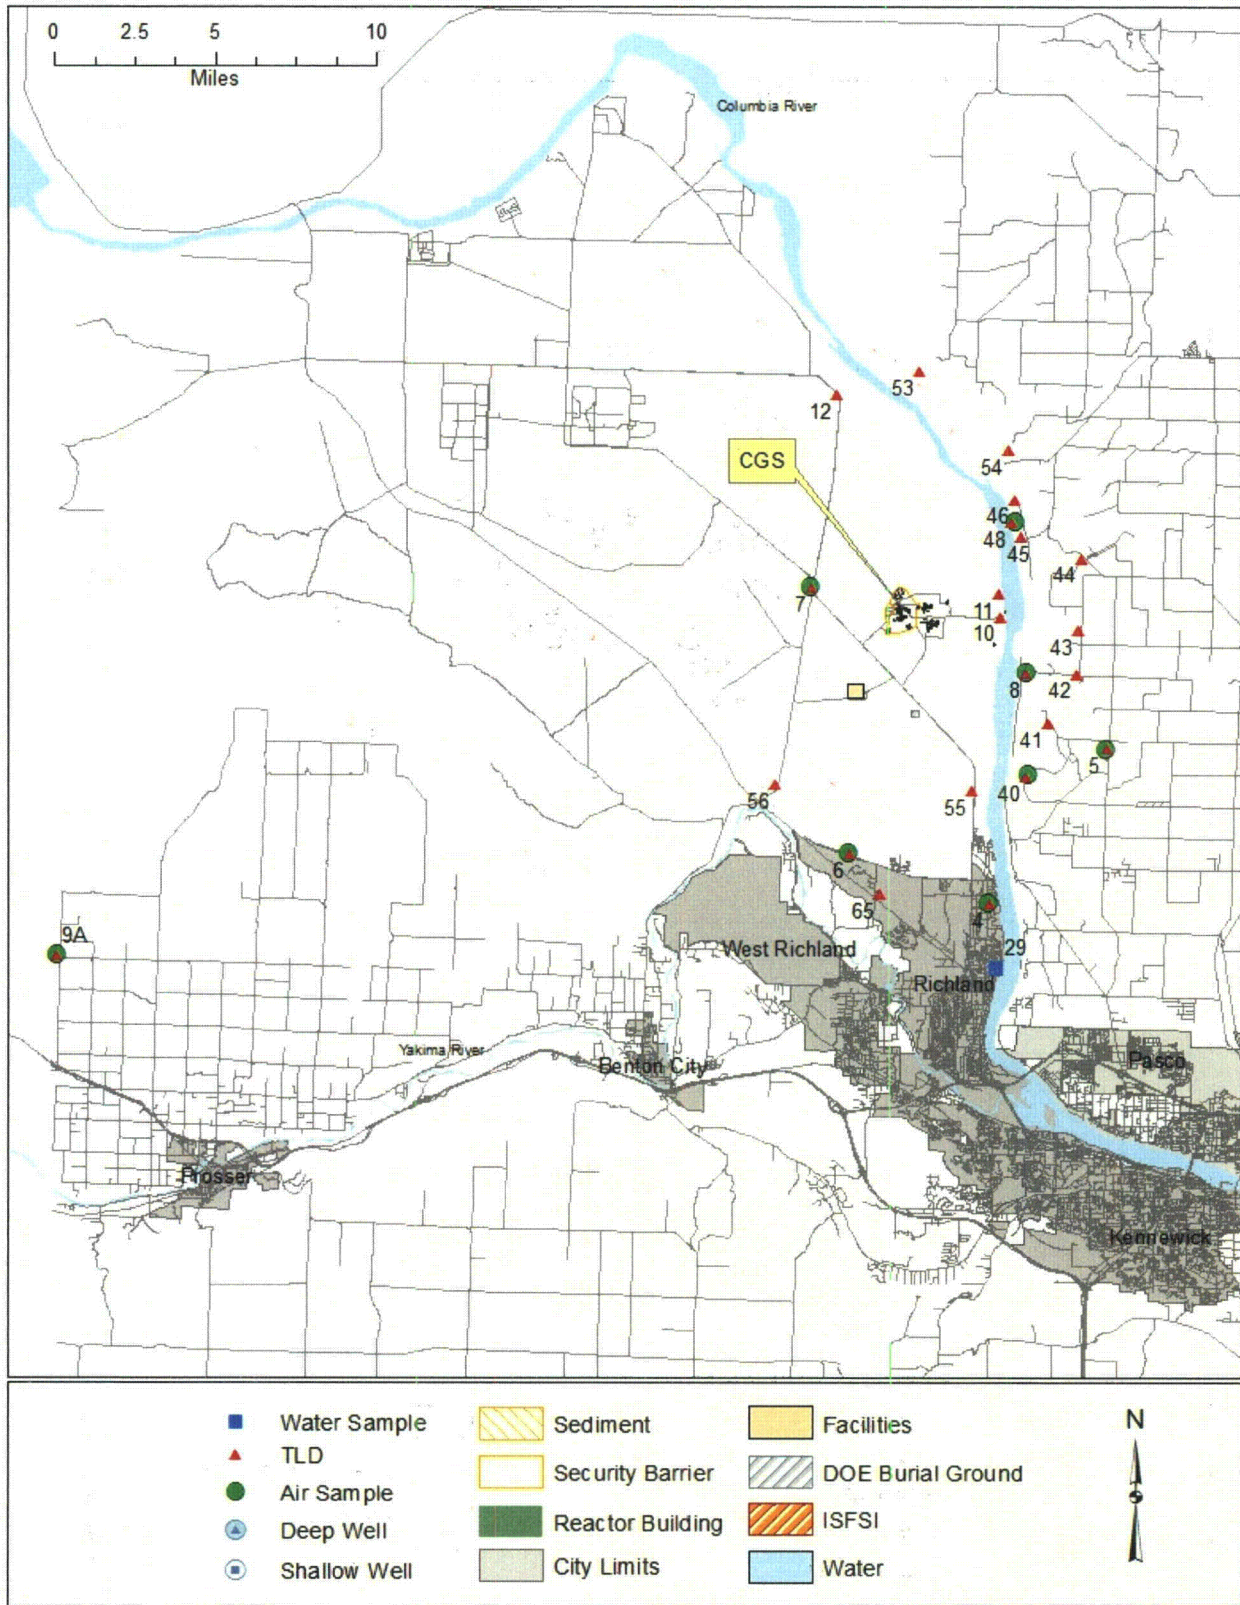 0 2.5 5 10
Miles
Columbia River
53
12
54
CGS
46
48
45
44
7
11
10
43
8
42
41
5
40
56
55
6
65
4
9A
29
West Richland
Richland
Yakima River
Benton City
Pasco
Prosser
Kennewick
Water Sample
TLD
Air Sample
Deep Well
Shallow Well
Sediment
Security Barrier
Reactor Building
City Limits
Facilities
DOE Burial Ground
ISFSI
Water
N